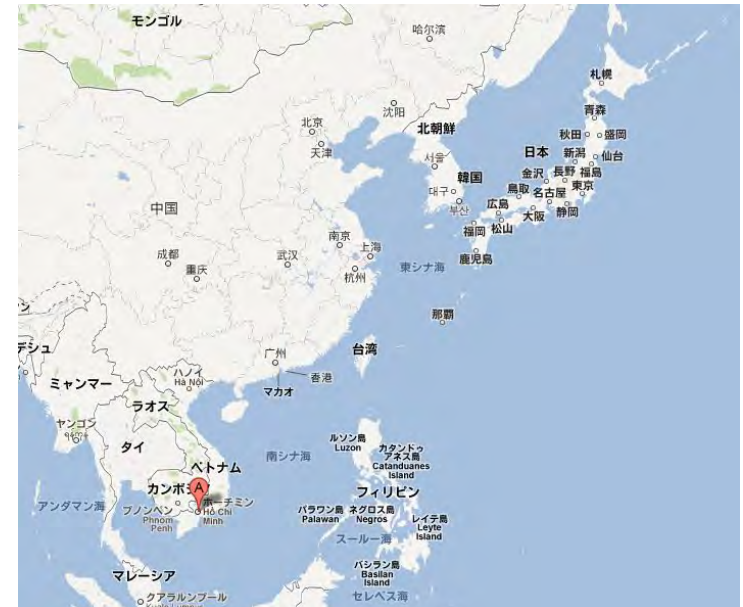 モンゴル
哈尔滨
札幌
沈阳
青森
北京
北朝鮮
秋田
盛岡
天津
日本
新潟
仙台
서울
金沢
長野
福島
韓国
鳥取
名古屋
東京
대구
부산
広島
大阪
静岡
中国
福岡
松山
南京
上海
成都
武汉
鹿児島
重庆
杭州
東シナ海
那覇
デシュ
广州
台湾
ハノイ
Hà Nội
香港
ミャンマー
マカオ
ラオス
ヤンゴン
タイ
ルソン島
Luzon
カタンドゥ
アネス島
Catanduanes
Island
南シナ海
ベトナム
カンボジ
A
フィリピン
アンダマン海
プノンペン
Phnom
Penh
ホーチミン
Hồ Chí
Minh
パラワン島
Palawan
ネグロス島
Negros
レイテ島
Leyte
Island
スールー海
バシラン島
Basilan
Island
マレーシア
クアラルンプール
セレベス海